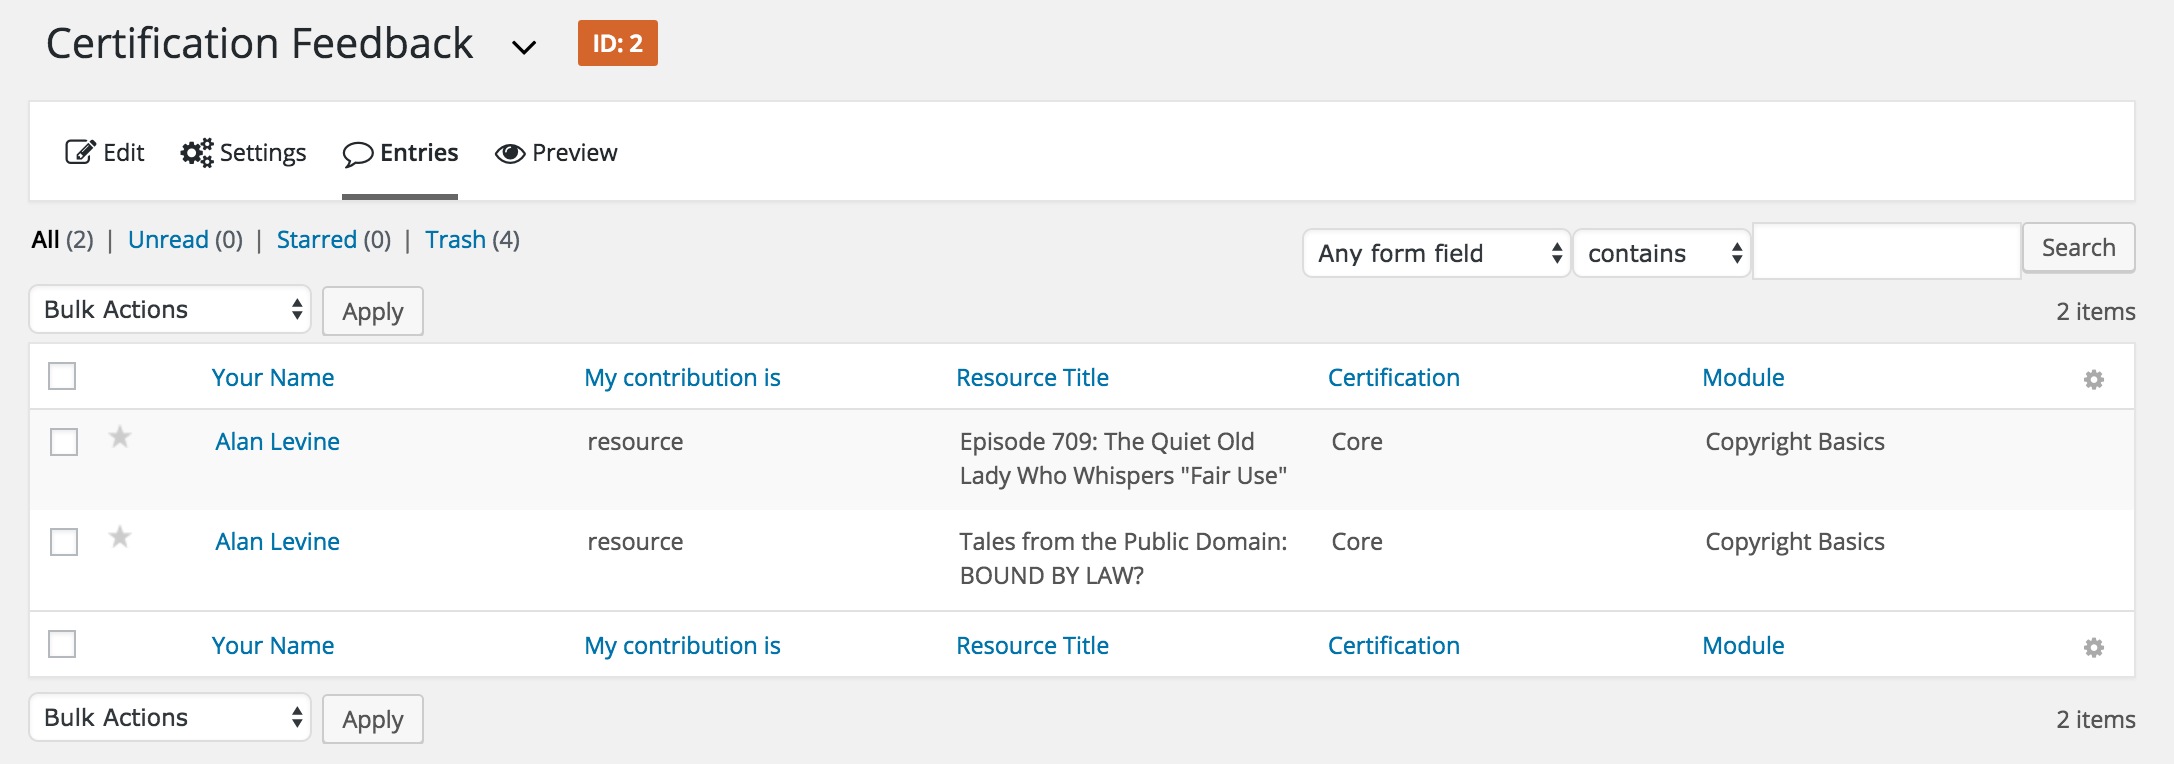 Certification Feedback ID: 2
Edit Settings Entries Preview
All (2) | Unread (0) | Starred (0) | Trash (4)
Any form field contains Search
Bulk Actions Apply 2 items
Your Name My contribution is Resource Title Certification Module
Alan Levine resource Episode 709: The Quiet Old Core Copyright Basics
Lady Who Whispers "Fair Use"
Alan Levine resource Tales from the Public Domain: Core Copyright Basics
BOUND BY LAW?
Your Name My contribution is Resource Title Certification Module
Bulk Actions Apply 2 items